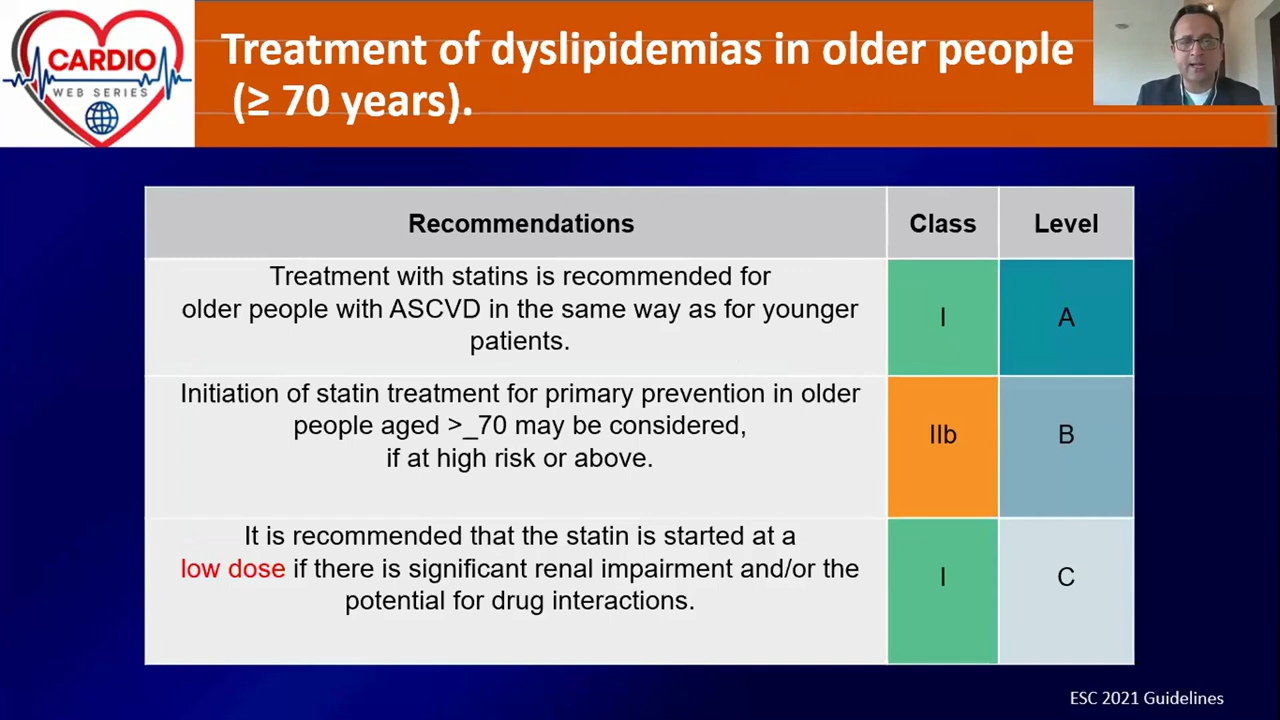 CARDIO
WEB SERIES
Treatment of dyslipidemias in older people
(≥ 70 years).
Recommendations
Class
Level
Treatment with statins is recommended for
older people with ASCVD in the same way as for younger
patients.
I
A
Initiation of statin treatment for primary prevention in older
people aged >_70 may be considered,
if at high risk or above.
IIb
B
It is recommended that the statin is started at a
low dose if there is significant renal impairment and/or the
potential for drug interactions.
I
C
ESC 2021 Guidelines